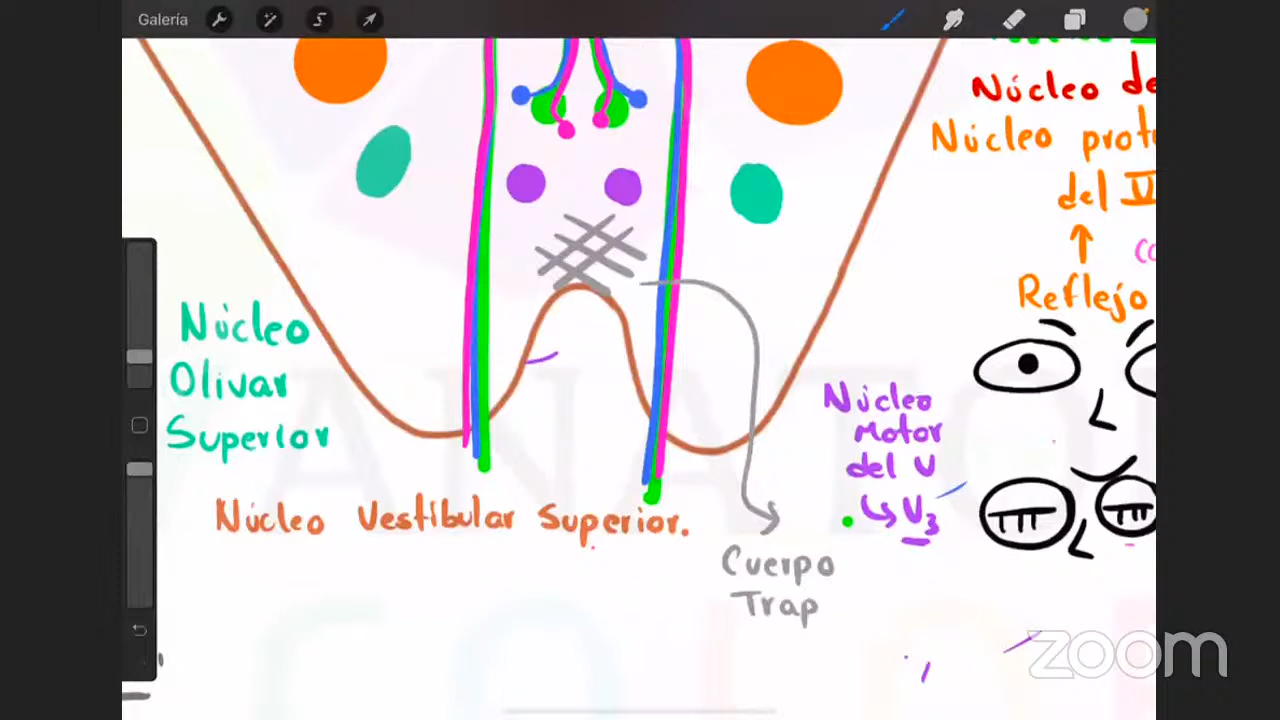 Galería
Núcleo
Olivar
Superior
Núcleo Vestibular Superior.
Cuerpo
Trap
Núcleo
Motor
del V
↳ V3
Núcleo de
Núcleo prot
del V
↑
Reflejo
zoom